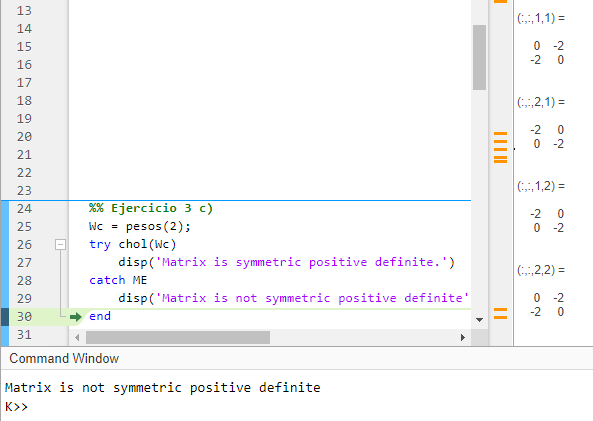 13
14
15
16
17
18
19
20
21
22
23
24 %% Ejercicio 3 c)
25 Wc = pesos(2);
26 try chol(Wc)
27 disp('Matrix is symmetric positive definite.')
28 catch ME
29 disp('Matrix is not symmetric positive definite'
30 end
31
(:,:,1,1) =
0 -2
-2 0
(:,:,2,1) =
-2 0
0 -2
(:,:,1,2) =
-2 0
0 -2
(:,:,2,2) =
0 -2
-2 0
Command Window
Matrix is not symmetric positive definite
K>>